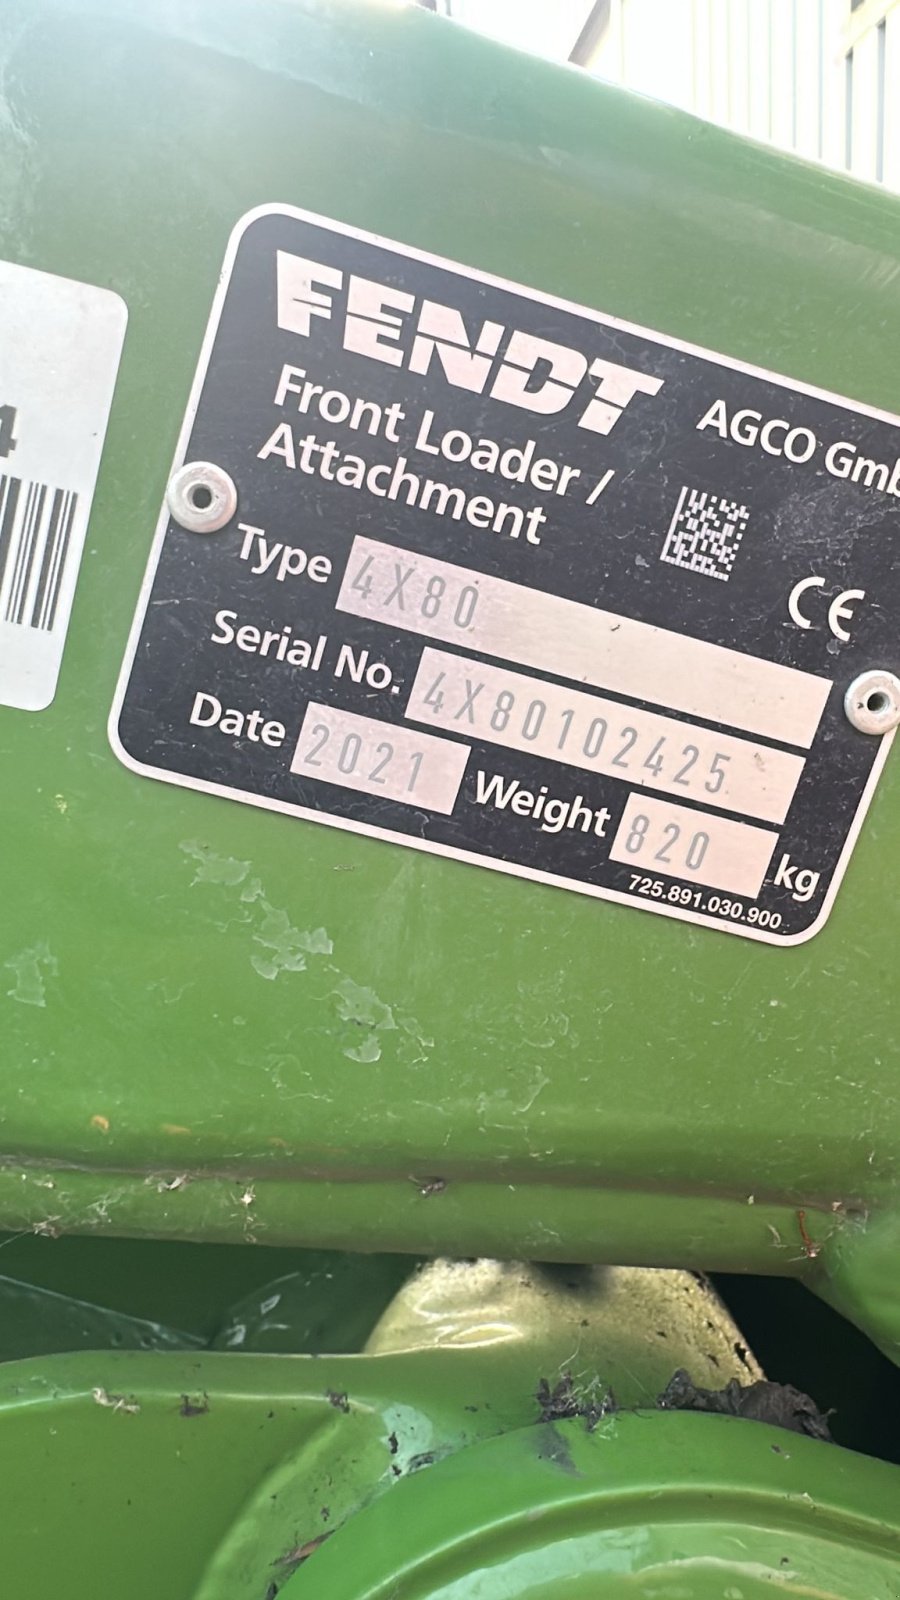 FENDT
AGCO Gmb
Front Loader /
Attachment
CE
Type 4X80
Serial No. 4X80102425
Date 2021 Weight 820 kg
725.891.030.900
4